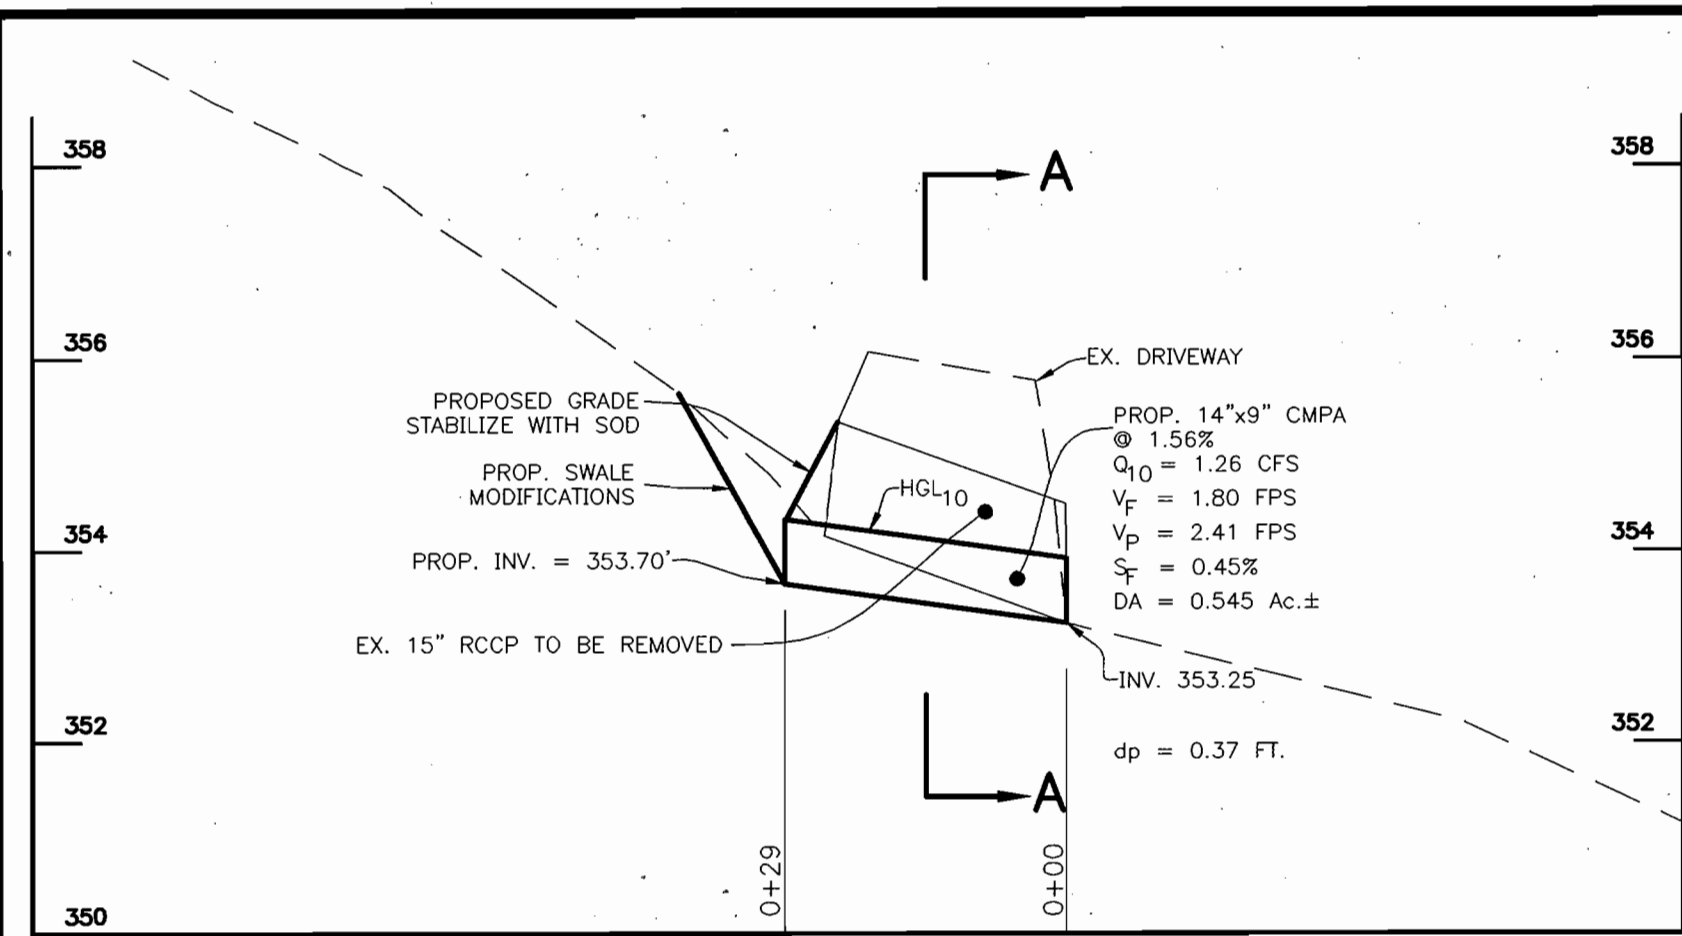 358
358
A
356
356
EX. DRIVEWAY
PROPOSED GRADE
STABILIZE WITH SOD
PROP. 14"x9" CMPA
@ 1.56%
Q10 = 1.26 CFS
VF = 1.80 FPS
VP = 2.41 FPS
SF = 0.45%
DA = 0.545 Ac.±
PROP. SWALE
MODIFICATIONS
HGL10
354
354
PROP. INV. = 353.70'
EX. 15" RCCP TO BE REMOVED
INV. 353.25
352
352
dp = 0.37 FT.
A
0+29
0+00
350